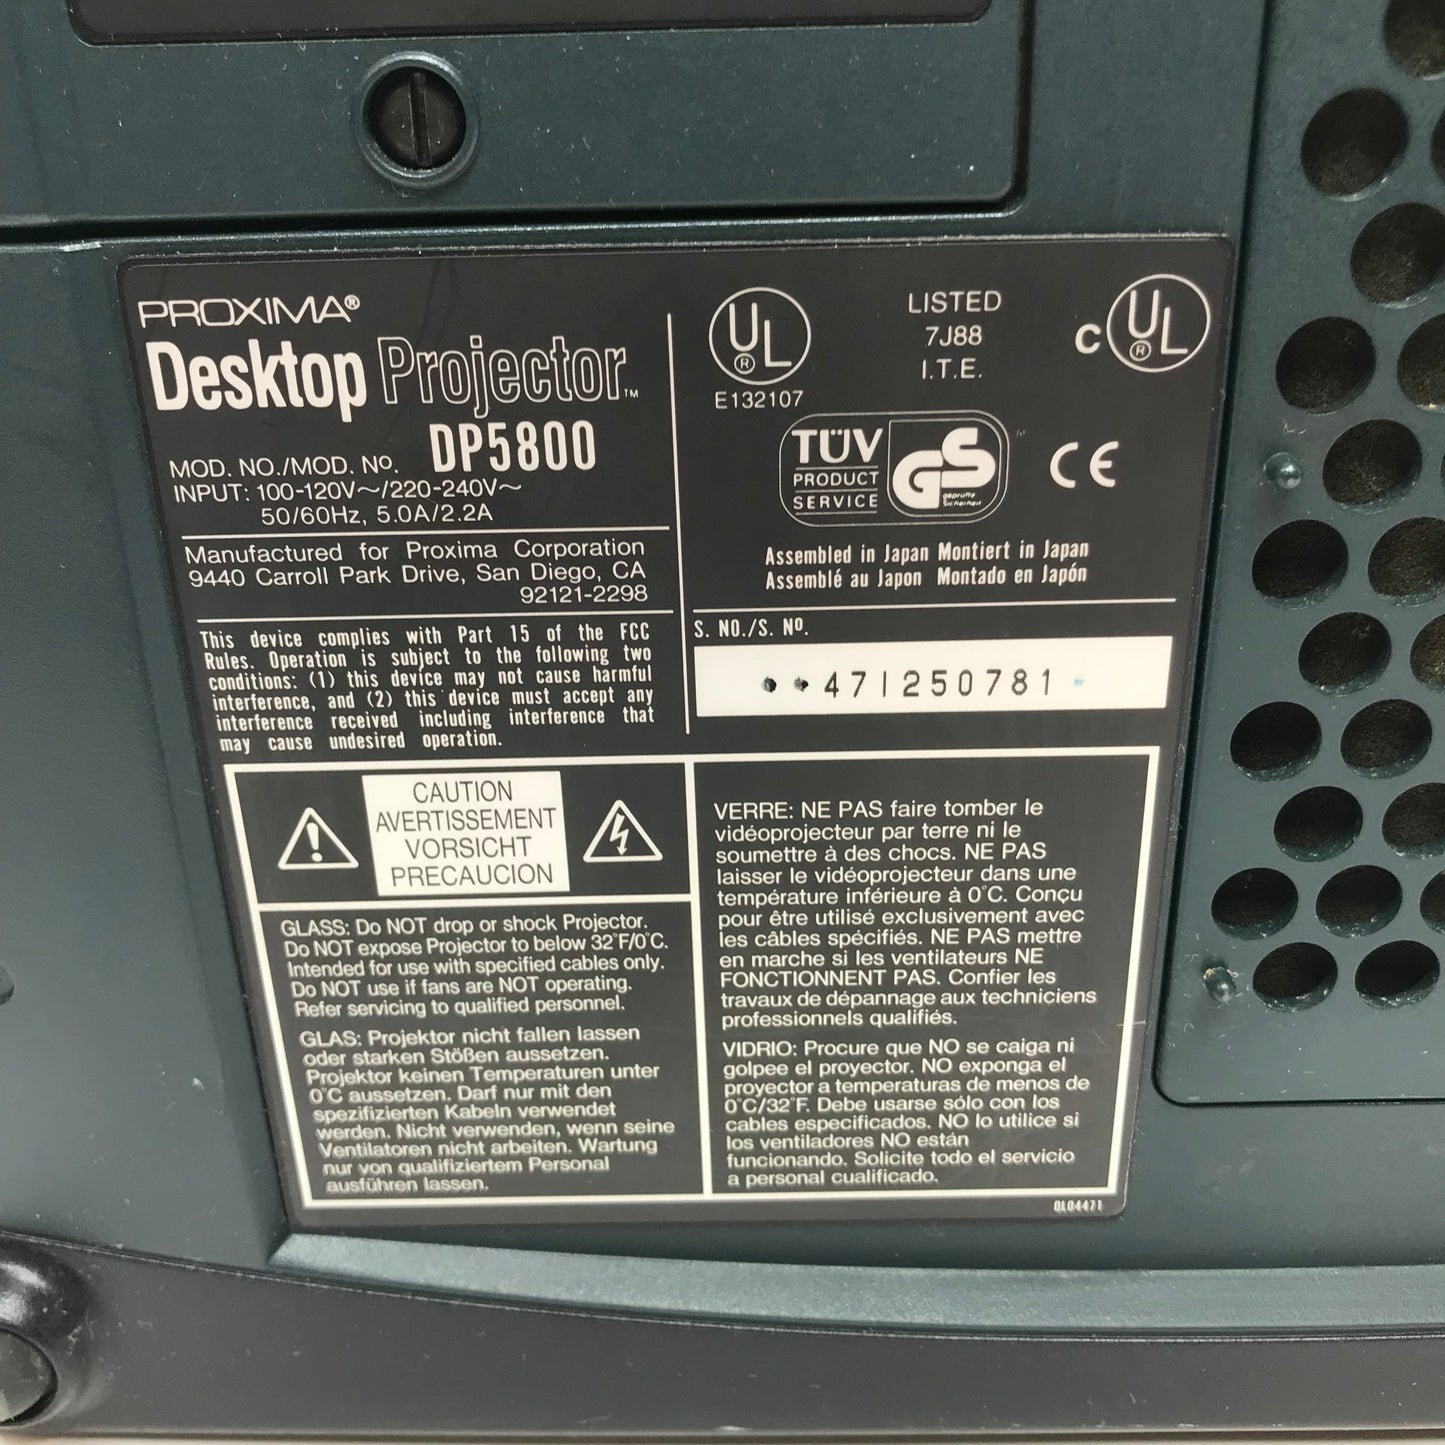 PROXIMA®
Desktop Projector™
MOD. NO./MOD. Nº. DP5800
INPUT: 100-120V~/220-240V~
50/60Hz, 5.0A/2.2A
Manufactured for Proxima Corporation
9440 Carroll Park Drive, San Diego, CA
92121-2298
This device complies with Part 15 of the FCC
Rules. Operation is subject to the following two
conditions: (1) this device may not cause harmful
interference, and (2) this device must accept any
interference received including interference that
may cause undesired operation.
UL®
E132107
LISTED
7J88
I.T.E.
C UL®
TÜV
PRODUCT
SERVICE
GS
geprüfte
Sicherheit
CE
Assembled in Japan Montiert in Japan
Assemblé au Japon Montado en Japón
S. NO./S. Nº.
**471250781
CAUTION
AVERTISSEMENT
VORSICHT
PRECAUCION
GLASS: Do NOT drop or shock Projector.
Do NOT expose Projector to below 32°F/0°C.
Intended for use with specified cables only.
Do NOT use if fans are NOT operating.
Refer servicing to qualified personnel.
GLAS: Projektor nicht fallen lassen
oder starken Stößen aussetzen.
Projektor keinen Temperaturen unter
0°C aussetzen. Darf nur mit den
spezifizierten Kabeln verwendet
werden. Nicht verwenden, wenn seine
Ventilatoren nicht arbeiten. Wartung
nur von qualifiziertem Personal
ausführen lassen.
VERRE: NE PAS faire tomber le
vidéoprojecteur par terre ni le
soumettre à des chocs. NE PAS
laisser le vidéoprojecteur dans une
température inférieure à 0°C. Conçu
pour être utilisé exclusivement avec
les câbles spécifiés. NE PAS mettre
en marche si les ventilateurs NE
FONCTIONNENT PAS. Confier les
travaux de dépannage aux techniciens
professionnels qualifiés.
VIDRIO: Procure que NO se caiga ni
golpee el proyector. NO exponga el
proyector a temperaturas de menos de
0°C/32°F. Debe usarse sólo con los
cables especificados. NO lo utilice si
los ventiladores NO están
funcionando. Solicite todo el servicio
a personal cualificado.
QL04471